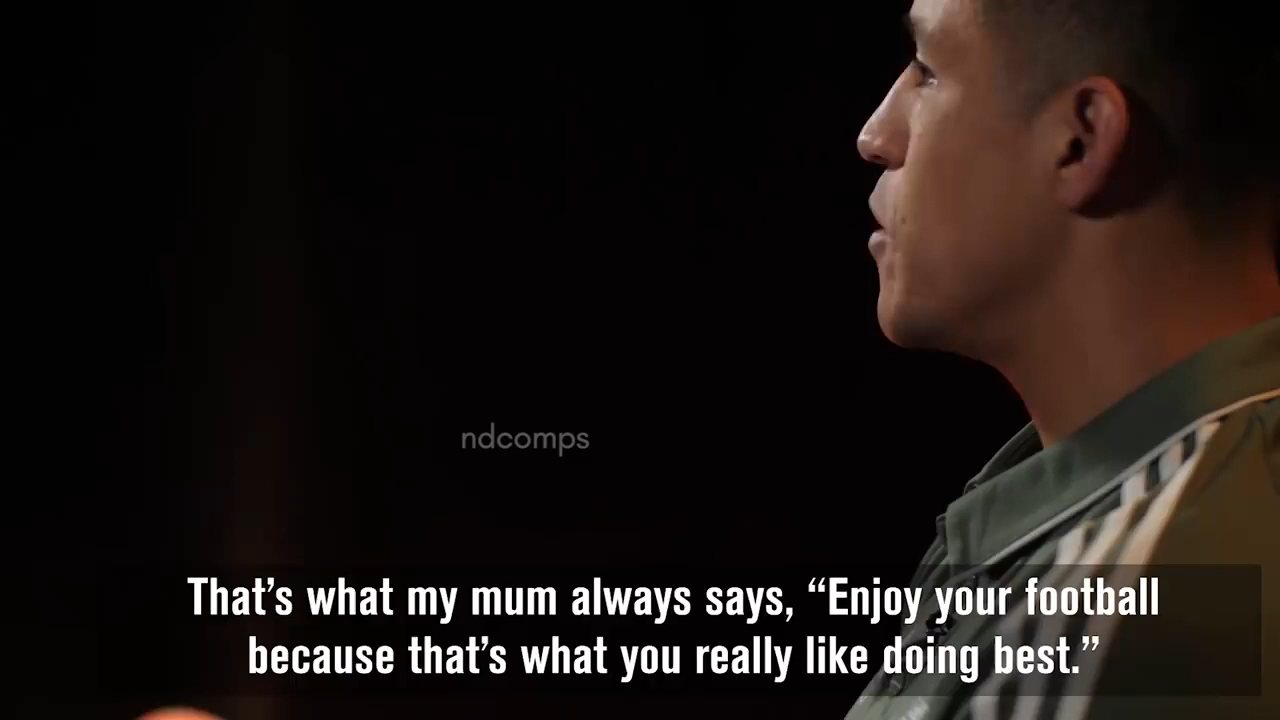 ndcomps
That’s what my mum always says, “Enjoy your football
because that’s what you really like doing best.”